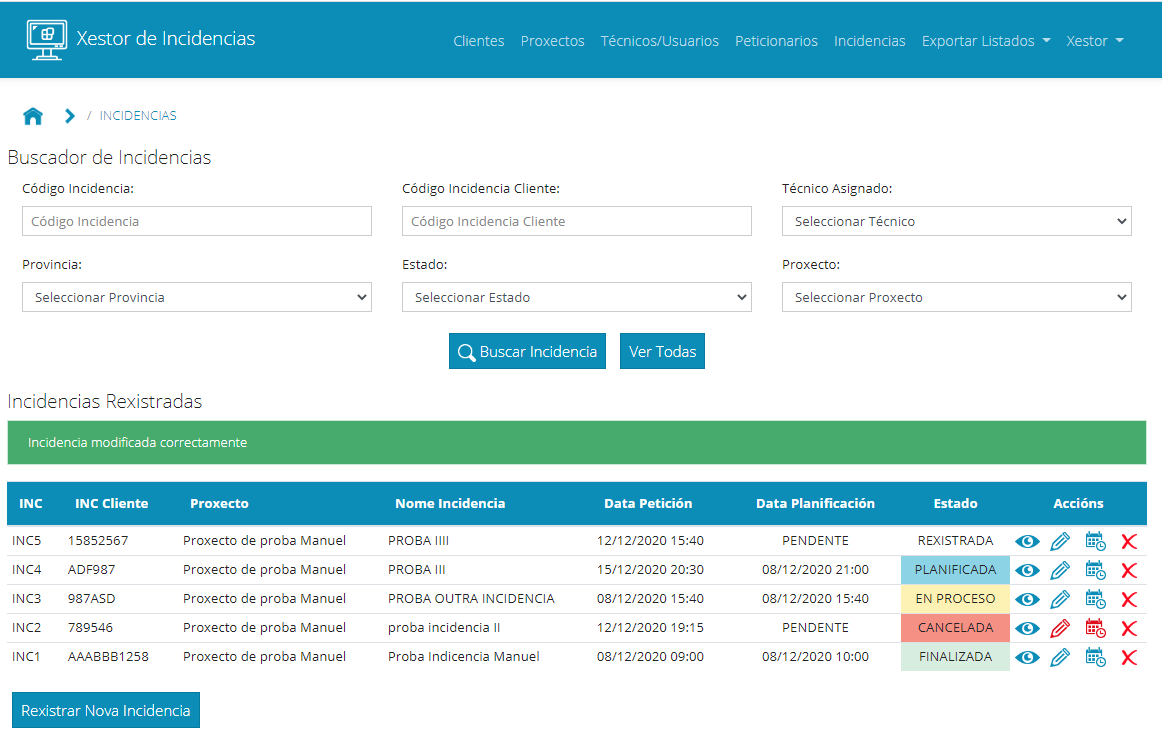 Xestor de Incidencias Clientes Proxectos Técnicos/Usuarios Peticionarios Incidencias Exportar Listados Xestor
/ INCIDENCIAS
Buscador de Incidencias
Código Incidencia: Código Incidencia Cliente: Técnico Asignado:
Código Incidencia Código Incidencia Cliente Seleccionar Técnico
Provincia: Estado: Proxecto:
Seleccionar Provincia Seleccionar Estado Seleccionar Proxecto
Buscar Incidencia Ver Todas
Incidencias Rexistradas
Incidencia modificada correctamente
INC INC Cliente Proxecto Nome Incidencia Data Petición Data Planificación Estado Accións
INC5 15852567 Proxecto de proba Manuel PROBA IIII 12/12/2020 15:40 PENDENTE REXISTRADA
INC4 ADF987 Proxecto de proba Manuel PROBA III 15/12/2020 20:30 08/12/2020 21:00 PLANIFICADA
INC3 987ASD Proxecto de proba Manuel PROBA OUTRA INCIDENCIA 08/12/2020 15:40 08/12/2020 15:40 EN PROCESO
INC2 789546 Proxecto de proba Manuel proba incidencia II 12/12/2020 19:15 PENDENTE CANCELADA
INC1 AAABBB1258 Proxecto de proba Manuel Proba Indicencia Manuel 08/12/2020 09:00 08/12/2020 10:00 FINALIZADA
Rexistrar Nova Incidencia